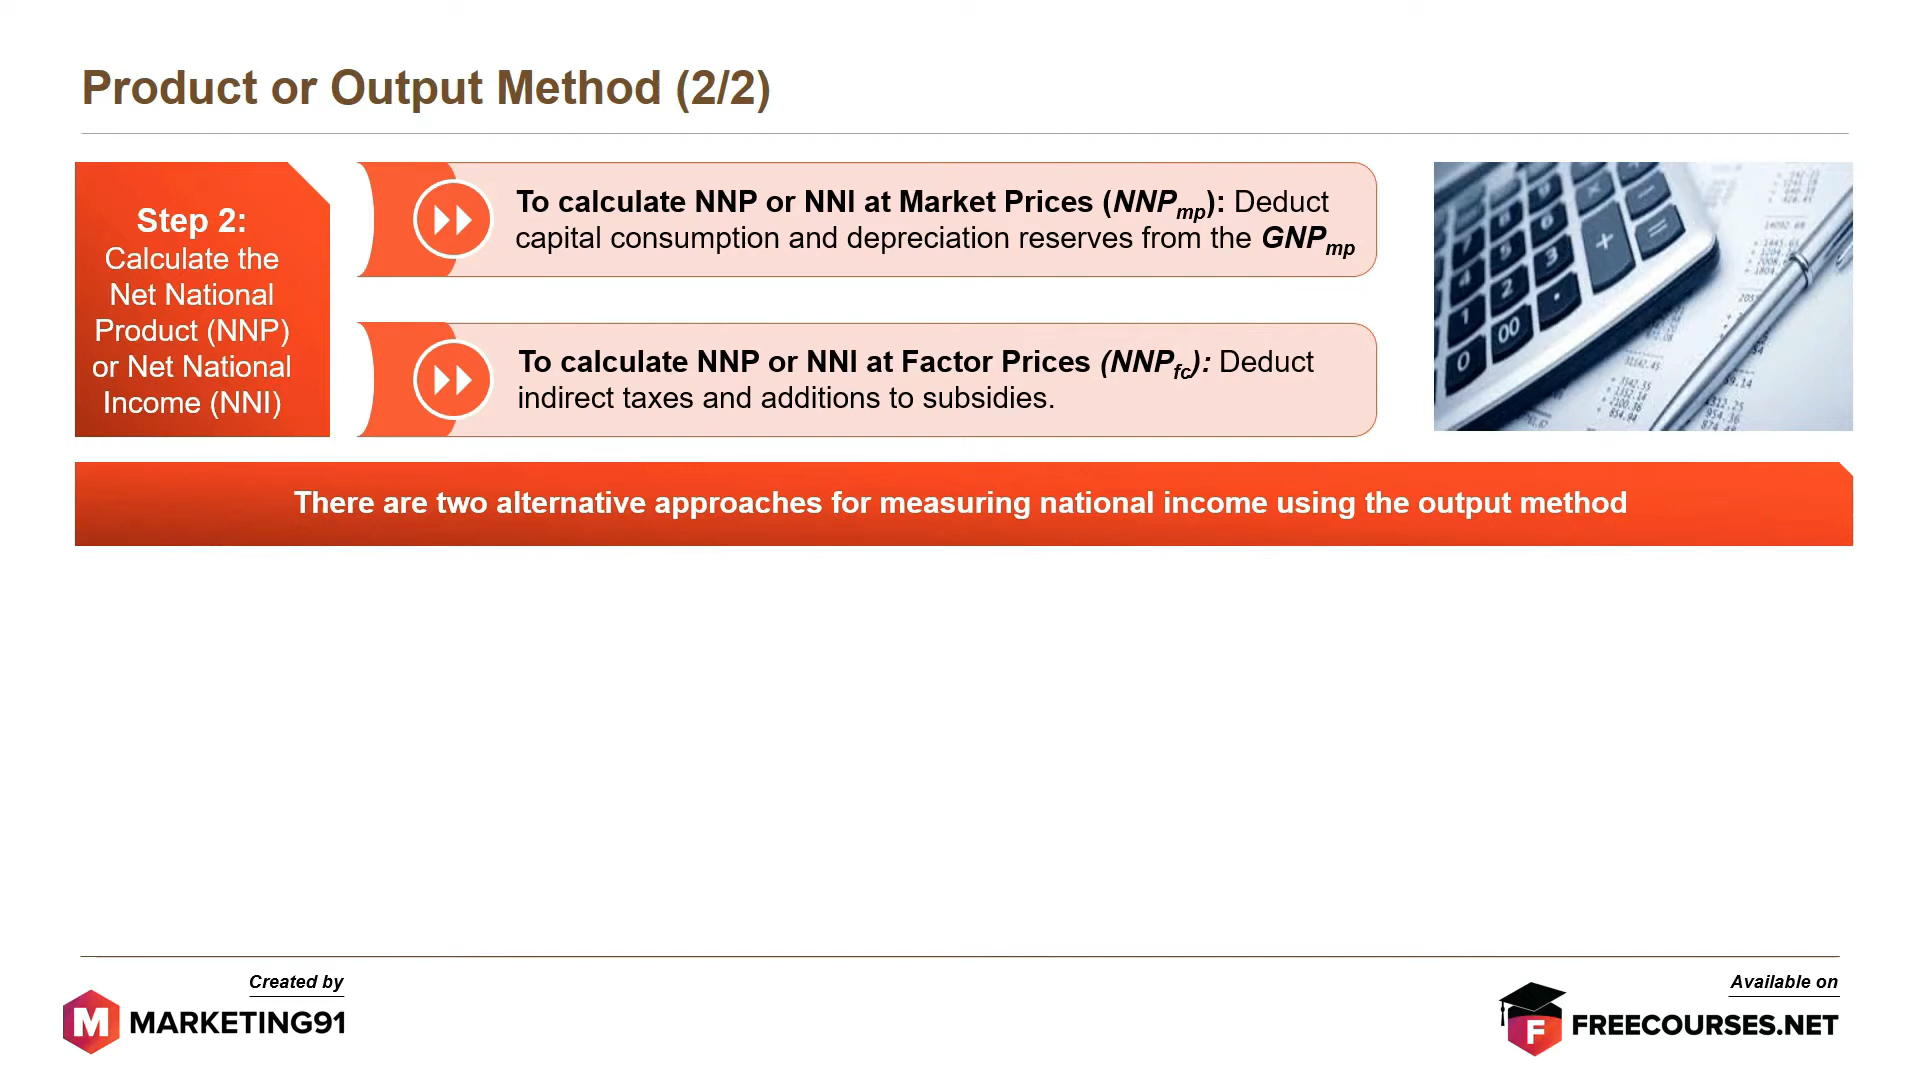 Product or Output Method (2/2)
Step 2:
Calculate the
Net National
Product (NNP)
or Net National
Income (NNI)
To calculate NNP or NNI at Market Prices (NNPmp): Deduct
capital consumption and depreciation reserves from the GNPmp
To calculate NNP or NNI at Factor Prices (NNPfc): Deduct
indirect taxes and additions to subsidies.
There are two alternative approaches for measuring national income using the output method
Created by
M MARKETING91
Available on
F FREECOURSES.NET